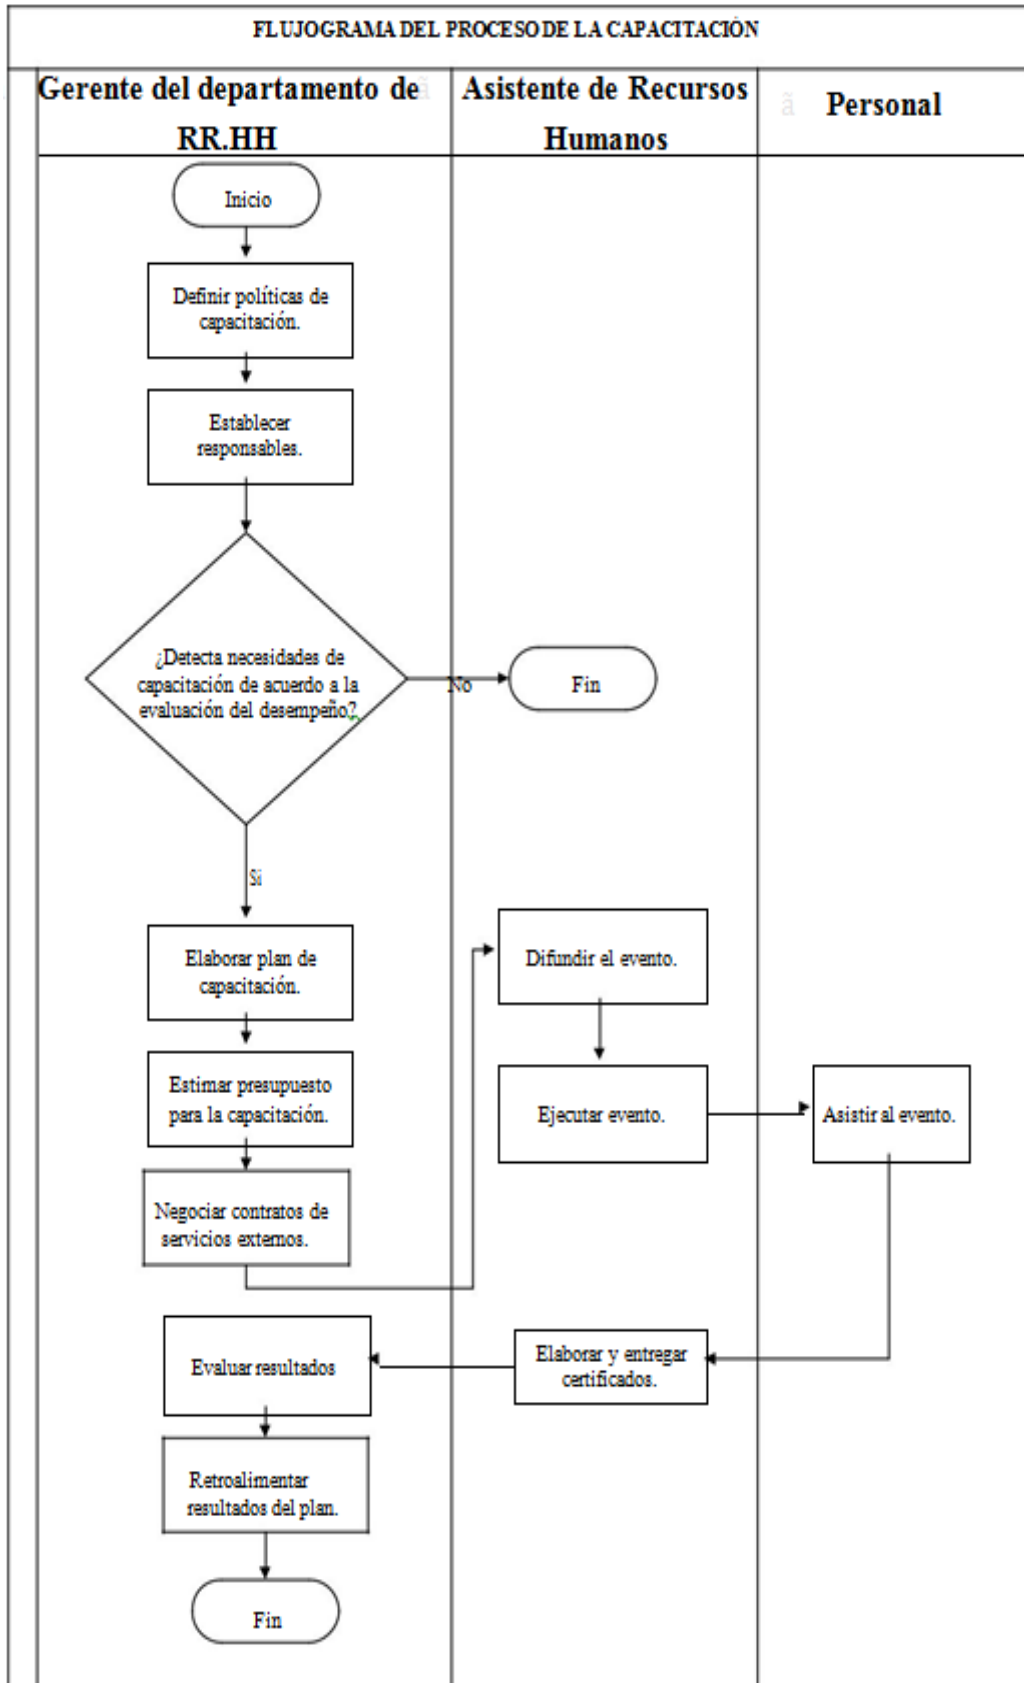 FLUJOGRAMA DEL PROCESO DE LA CAPACITACIÓN
Gerente del departamento de
RR.HH
ã
Asistente de Recursos
Humanos
ã
Personal
Inicio
Definir políticas de
capacitación.
Establecer
responsables.
¿Detecta necesidades de
capacitación de acuerdo a la
evaluación del desempeño?
No
Fin
Si
Elaborar plan de
capacitación.
Estimar presupuesto
para la capacitación.
Negociar contratos de
servicios externos.
Difundir el evento.
Ejecutar evento.
Asistir al evento.
Elaborar y entregar
certificados.
Evaluar resultados
Retroalimentar
resultados del plan.
Fin